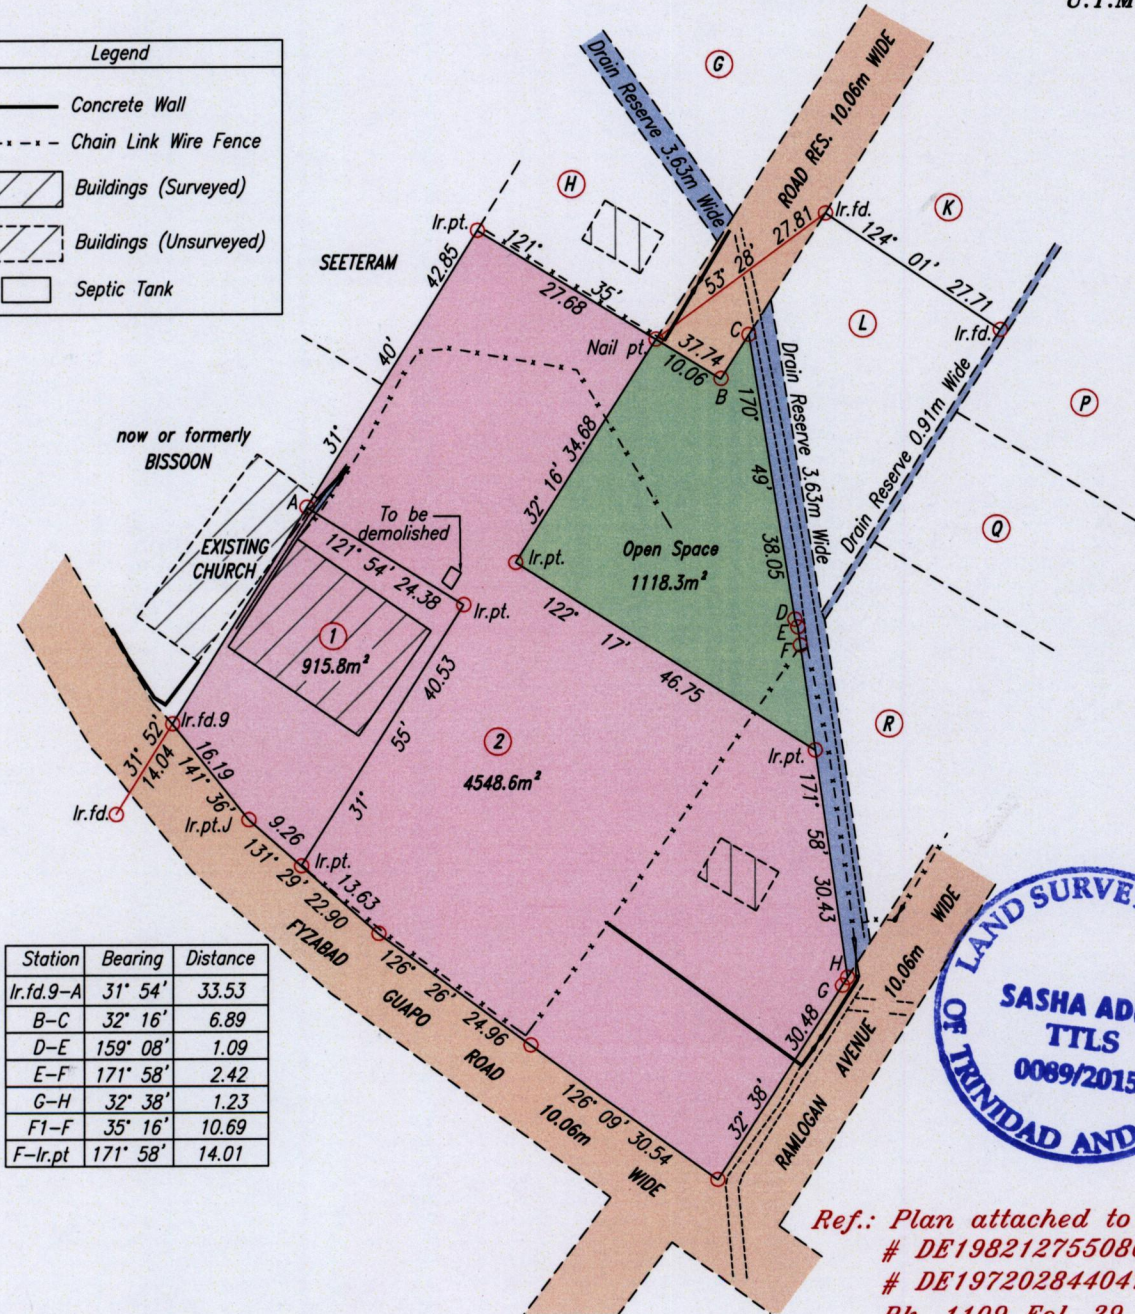 U.T.M
Legend
Concrete Wall
Chain Link Wire Fence
Buildings (Surveyed)
Buildings (Unsurveyed)
Septic Tank
G
Drain Reserve 3.63m Wide
ROAD RES. 10.06m WIDE
H
K
Ir.pt.
121° 35'
27.68
SEETERAM
42.85
31° 40'
53° 28' 27.81
Ir.fd.
124° 01' 27.71
Ir.fd.
L
Nail pt.
37.74
10.06
B
C
170° 49' 38.05
Drain Reserve 3.63m Wide
Drain Reserve 0.91m Wide
P
Q
now or formerly
BISSOON
32° 16' 34.68
A
To be
demolished
EXISTING
CHURCH
121° 54' 24.38
Ir.pt.
Ir.pt.
Open Space
1118.3m²
122° 17' 46.75
D
E
F
1
915.8m²
31° 55' 40.53
2
4548.6m²
Ir.pt.
R
Ir.fd.9
31° 52'
14.04
Ir.fd.
16.19
141° 36'
Ir.pt.J
9.26
131° 29' 22.90
Ir.pt.
13.63
171° 58' 30.43
H
G
FYZABAD GUAPO ROAD
10.06m WIDE
126° 26' 24.96
126° 09' 30.54
32° 38' 30.48
RAMLOGAN AVENUE 10.06m WIDE
Station Bearing Distance
Ir.fd.9-A 31° 54' 33.53
B-C 32° 16' 6.89
D-E 159° 08' 1.09
E-F 171° 58' 2.42
G-H 32° 38' 1.23
F1-F 35° 16' 10.69
F-Ir.pt 171° 58' 14.01
LAND SURVE
SASHA AD
TTLS
0089/2015
OF TRINIDAD AND
Ref.: Plan attached to
# DE19821275508
# DE1972028440